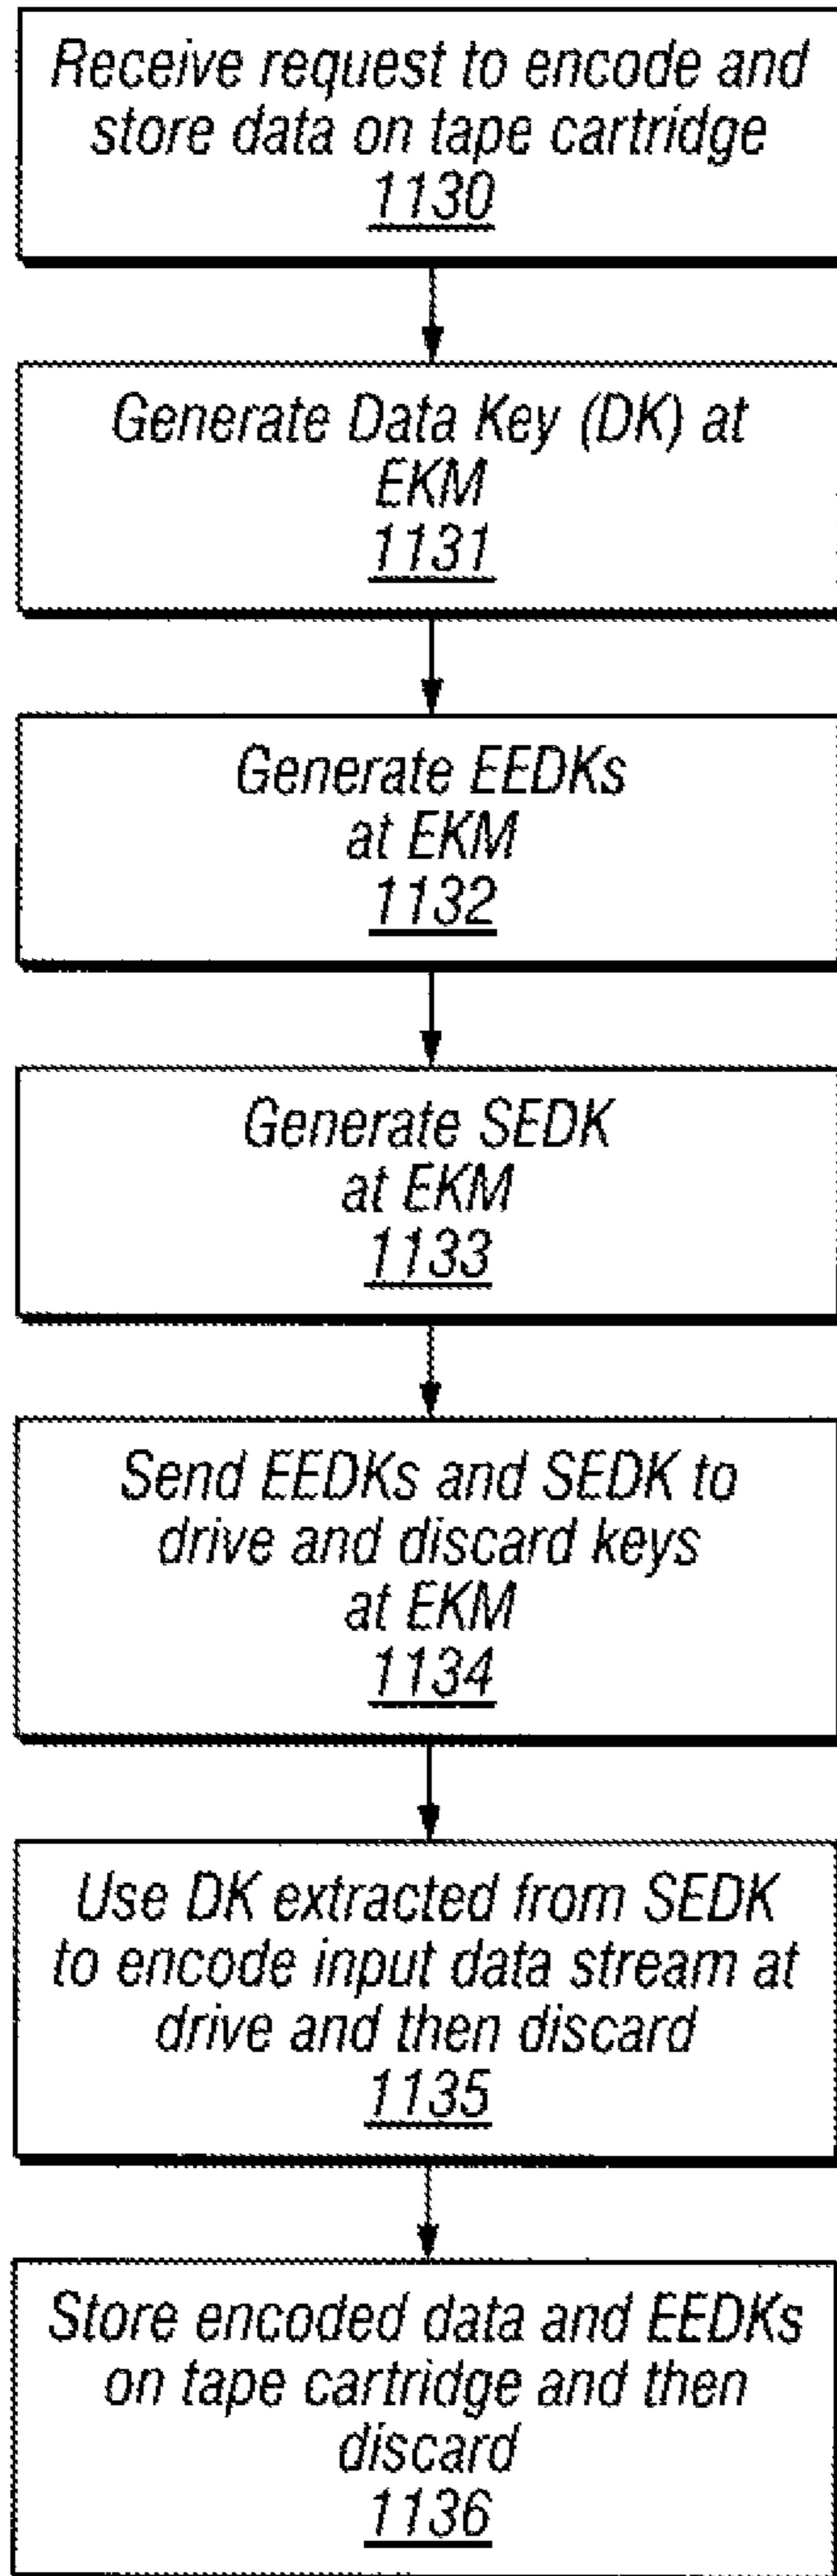 Receive request to encode and
store data on tape cartridge
1130
Generate Data Key (DK) at
EKM
1131
Generate EEDKs
at EKM
1132
Generate SEDK
at EKM
1133
Send EEDKs and SEDK to
drive and discard keys
at EKM
1134
Use DK extracted from SEDK
to encode input data stream at
drive and then discard
1135
Store encoded data and EEDKs
on tape cartridge and then
discard
1136